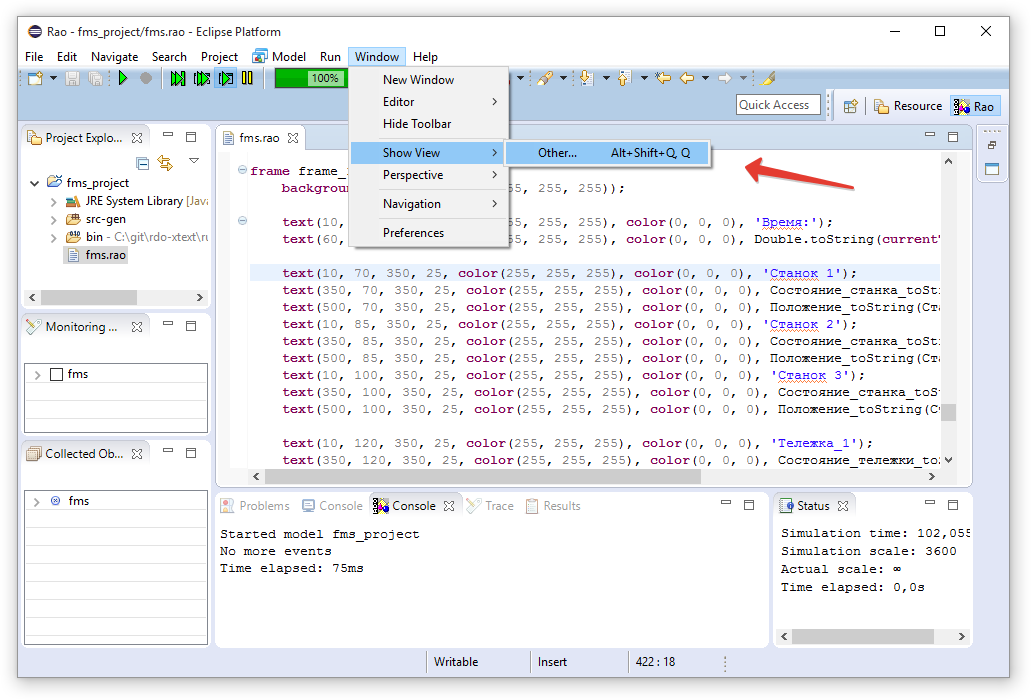 Rao - fms_project/fms.rao - Eclipse Platform
File Edit Navigate Search Project Model Run Window Help
100%
New Window
Editor
Hide Toolbar
Show View
Other... Alt+Shift+Q, Q
Perspective
Navigation
Preferences
Quick Access
Resource
Rao
Project Explo...
fms_project
JRE System Library [Java
src-gen
bin - C:\git\rdo-xtext\ru
fms.rao
Monitoring ...
fms
Collected Ob...
fms
fms.rao
frame frame_
backgroun 5, 255, 255));
text(10, 55, 255, 255), color(0, 0, 0), 'Время:');
text(60, 55, 255, 255), color(0, 0, 0), Double.toString(current
text(10, 70, 350, 25, color(255, 255, 255), color(0, 0, 0), 'Станок 1');
text(350, 70, 350, 25, color(255, 255, 255), color(0, 0, 0), Состояние_станка_toStr
text(500, 70, 350, 25, color(255, 255, 255), color(0, 0, 0), Положение_toString(Ста
text(10, 85, 350, 25, color(255, 255, 255), color(0, 0, 0), 'Станок 2');
text(350, 85, 350, 25, color(255, 255, 255), color(0, 0, 0), Состояние_станка_toStr
text(500, 85, 350, 25, color(255, 255, 255), color(0, 0, 0), Положение_toString(Ста
text(10, 100, 350, 25, color(255, 255, 255), color(0, 0, 0), 'Станок 3');
text(350, 100, 350, 25, color(255, 255, 255), color(0, 0, 0), Состояние_станка_toSt
text(500, 100, 350, 25, color(255, 255, 255), color(0, 0, 0), Положение_toString(Ст
text(10, 120, 350, 25, color(255, 255, 255), color(0, 0, 0), 'Тележка_1');
text(350, 120, 350, 25, color(255, 255, 255), color(0, 0, 0), Состояние_тележки_to
Problems Console Console Trace Results
Started model fms_project
No more events
Time elapsed: 75ms
Status
Simulation time: 102,055
Simulation scale: 3600
Actual scale: ∞
Time elapsed: 0,0s
Writable Insert 422 : 18